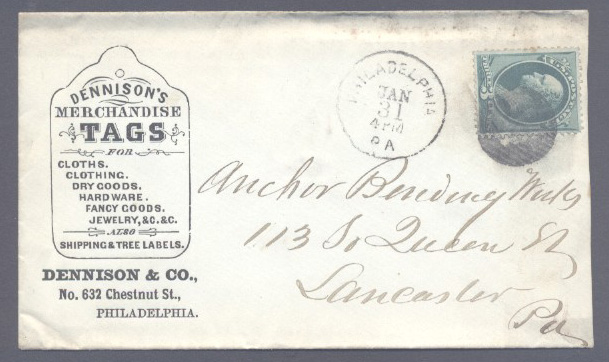 DENNISON'S
MERCHANDISE
TAGS
FOR
CLOTHS.
CLOTHING.
DRY GOODS.
HARDWARE.
FANCY GOODS.
JEWELRY, &C. &C.
ALSO
SHIPPING & TREE LABELS.
DENNISON & CO.,
No. 632 Chestnut St.,
PHILADELPHIA.
PHILADELPHIA
JAN
31
4 PM
PA
Anchor Bending Wks
113 So Queen St
Lancaster
Pa